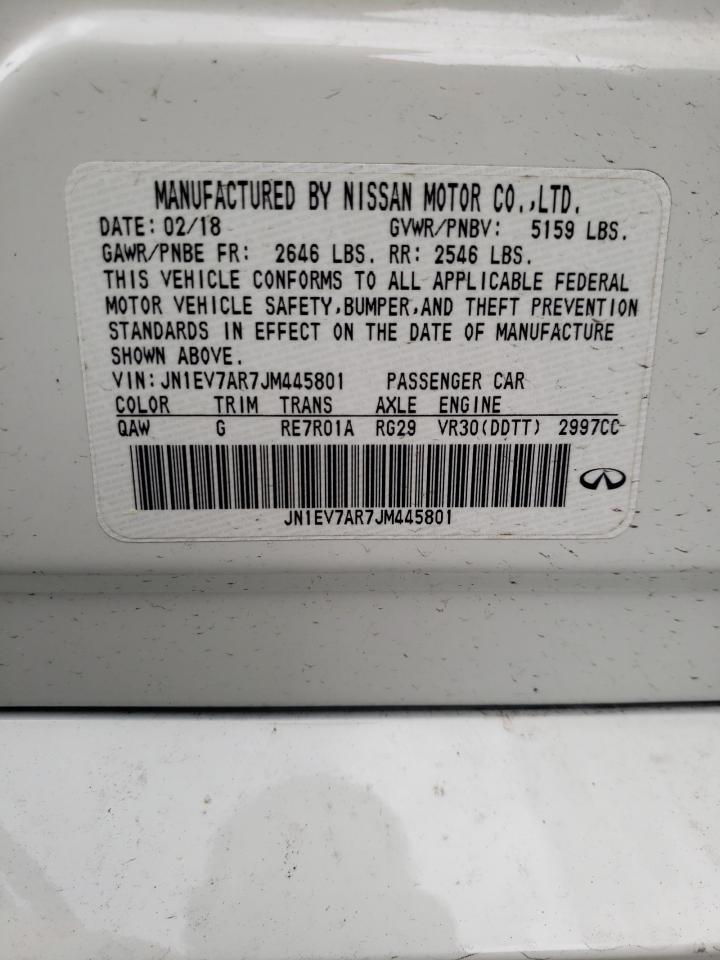 MANUFACTURED BY NISSAN MOTOR CO.,LTD.
DATE: 02/18 GVWR/PNBV: 5159 LBS.
GAWR/PNBE FR: 2646 LBS. RR: 2546 LBS.
THIS VEHICLE CONFORMS TO ALL APPLICABLE FEDERAL
MOTOR VEHICLE SAFETY,BUMPER,AND THEFT PREVENTION
STANDARDS IN EFFECT ON THE DATE OF MANUFACTURE
SHOWN ABOVE.
VIN:JN1EV7AR7JM445801 PASSENGER CAR
COLOR TRIM TRANS AXLE ENGINE
QAW G RE7R01A RG29 VR30(DDTT) 2997CC
JN1EV7AR7JM445801